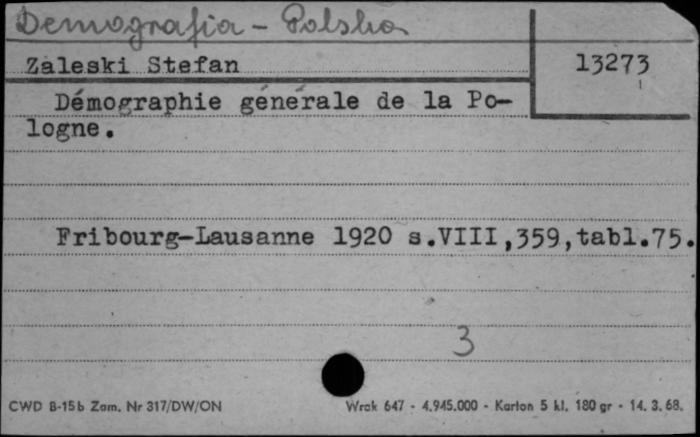 Demografia - Polska
Zaleski Stefan
13273
Démographie générale de la Po-
logne.
Fribourg-Lausanne 1920 s.VIII,359,tabl.75.
3
CWD B-15b Zam. Nr 317/DW/ON
Wrak 647 - 4.945.000 - Karton 5 kl. 180 gr - 14. 3. 68.